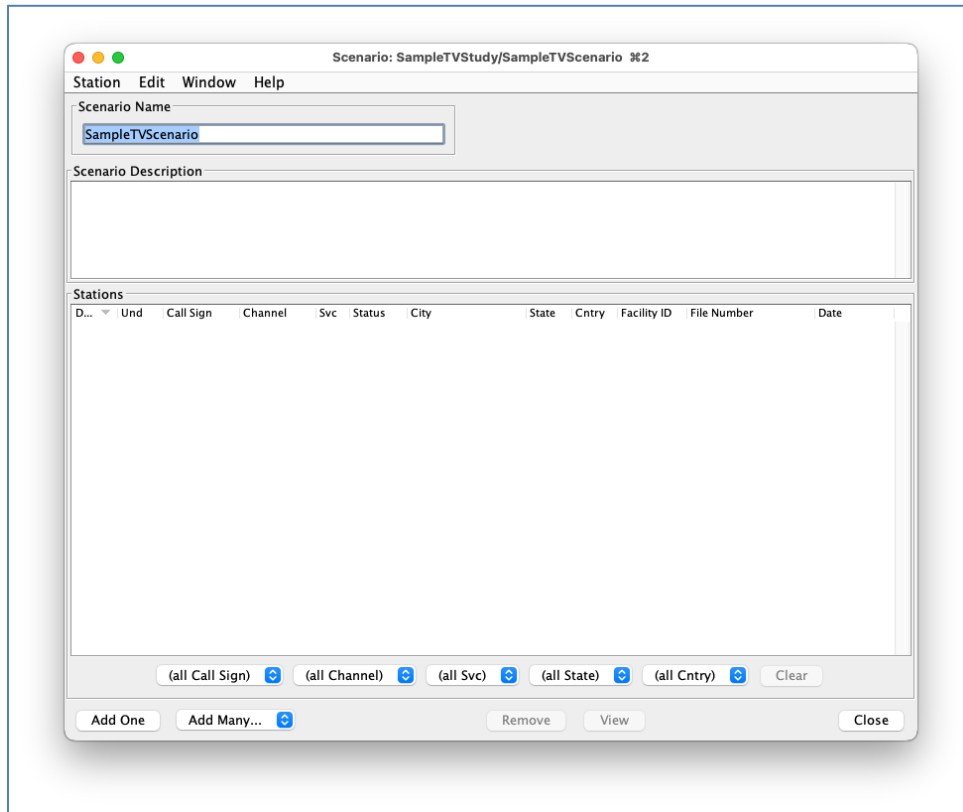 Scenario: SampleTVStudy/SampleTVScenario ⌘2
Station Edit Window Help
Scenario Name
SampleTVScenario
Scenario Description
Stations
D... Und Call Sign Channel Svc Status City State Cntry Facility ID File Number Date
(all Call Sign) (all Channel) (all Svc) (all State) (all Cntry) Clear
Add One Add Many... Remove View Close